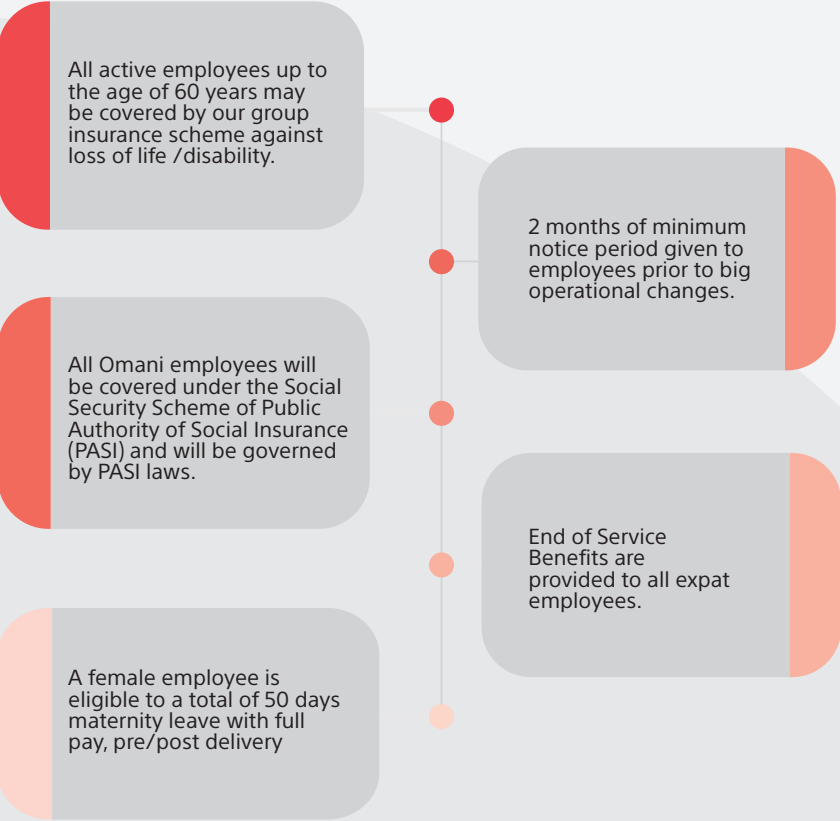 All active employees up to
the age of 60 years may
be covered by our group
insurance scheme against
loss of life /disability.
2 months of minimum
notice period given to
employees prior to big
operational changes.
All Omani employees will
be covered under the Social
Security Scheme of Public
Authority of Social Insurance
(PASI) and will be governed
by PASI laws.
End of Service
Benefits are
provided to all expat
employees.
A female employee is
eligible to a total of 50 days
maternity leave with full
pay, pre/post delivery